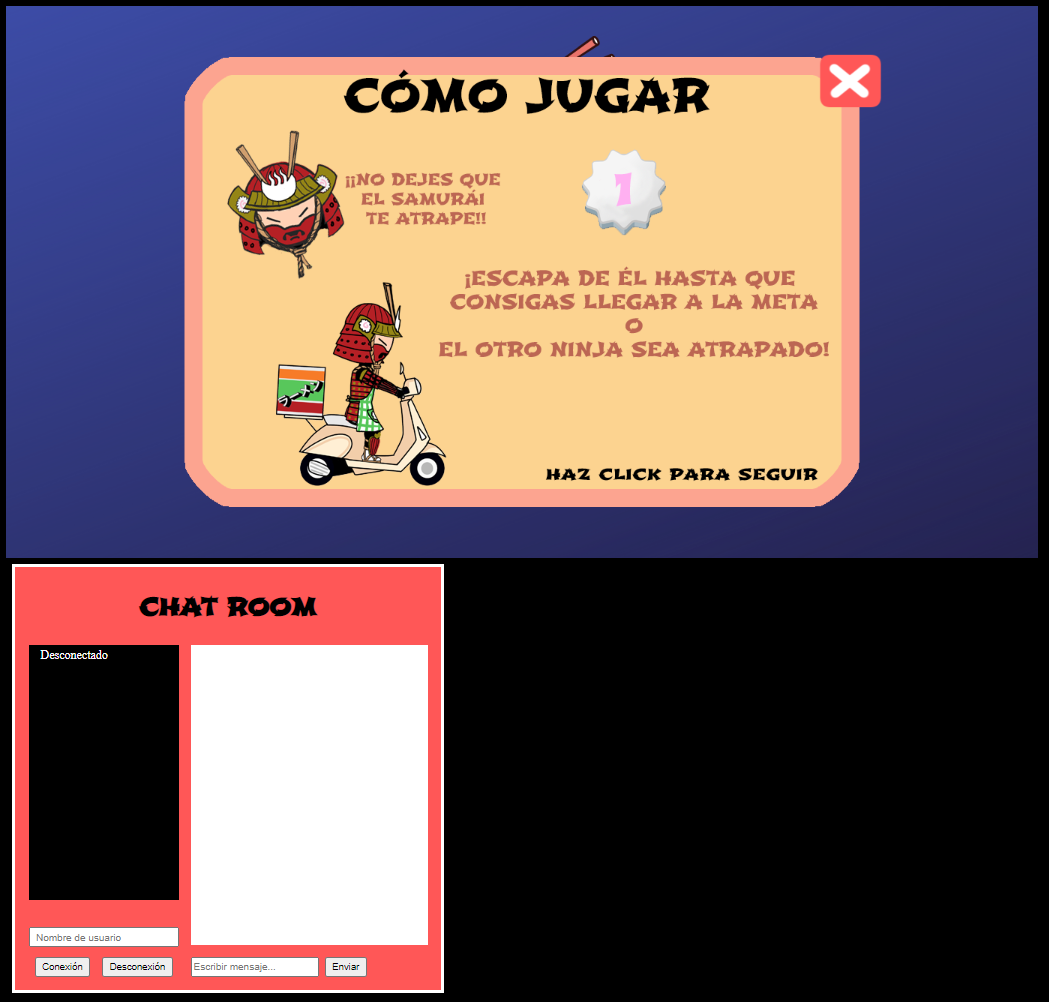 CÓMO JUGAR
¡¡NO DEJES QUE
EL SAMURÁI
TE ATRAPE!!
1
¡ESCAPA DE ÉL HASTA QUE
CONSIGAS LLEGAR A LA META
O
EL OTRO NINJA SEA ATRAPADO!
ラーメン
HAZ CLICK PARA SEGUIR
CHAT ROOM
Desconectado
Nombre de usuario
Conexión
Desconexión
Escribir mensaje...
Enviar